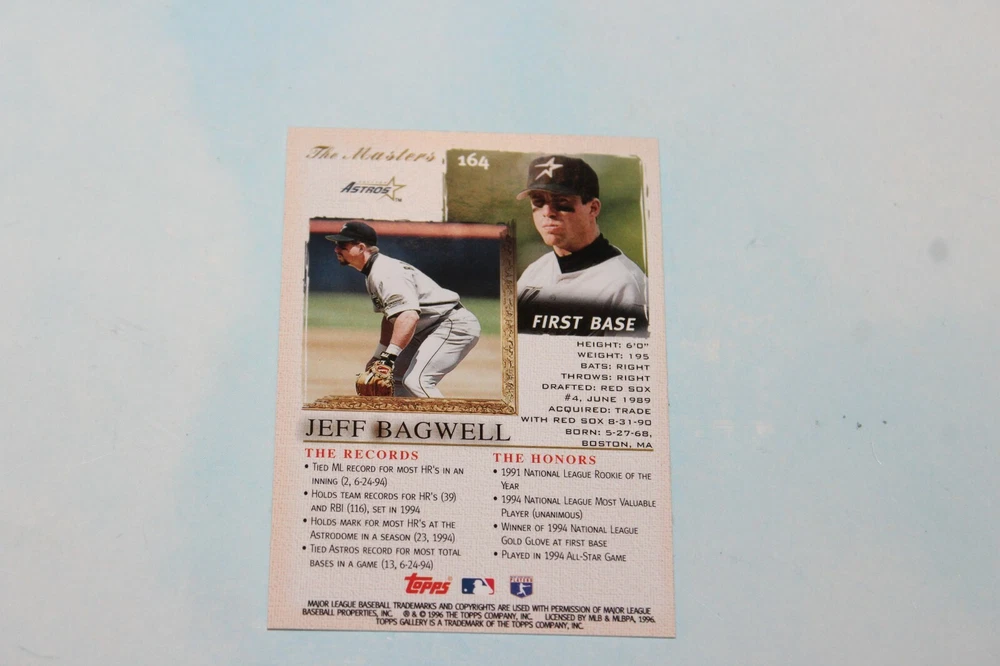 The Masters
164
ASTROS
FIRST BASE
HEIGHT: 6'0"
WEIGHT: 195
BATS: RIGHT
THROWS: RIGHT
DRAFTED: RED SOX
#4, JUNE 1989
ACQUIRED: TRADE
WITH RED SOX 8-31-90
BORN: 5-27-68,
BOSTON, MA
JEFF BAGWELL
THE RECORDS
• TIED ML RECORD FOR MOST HR'S IN AN
INNING (2, 6-24-94)
• HOLDS TEAM RECORDS FOR HR'S (39)
AND RBI (116), SET IN 1994
• HOLDS MARK FOR MOST HR'S AT THE
ASTRODOME IN A SEASON (23, 1994)
• TIED ASTROS RECORD FOR MOST TOTAL
BASES IN A GAME (13, 6-24-94)
THE HONORS
• 1991 NATIONAL LEAGUE ROOKIE OF THE
YEAR
• 1994 NATIONAL LEAGUE MOST VALUABLE
PLAYER (UNANIMOUS)
• WINNER OF 1994 NATIONAL LEAGUE
GOLD GLOVE AT FIRST BASE
• PLAYED IN 1994 ALL-STAR GAME
TOPPS
MAJOR LEAGUE BASEBALL TRADEMARKS AND COPYRIGHTS ARE USED WITH PERMISSION OF MAJOR LEAGUE
BASEBALL PROPERTIES, INC. ® & © 1996 THE TOPPS COMPANY, INC. LICENSED BY MLB & MLBPA, 1996.
TOPPS GALLERY IS A TRADEMARK OF THE TOPPS COMPANY, INC.